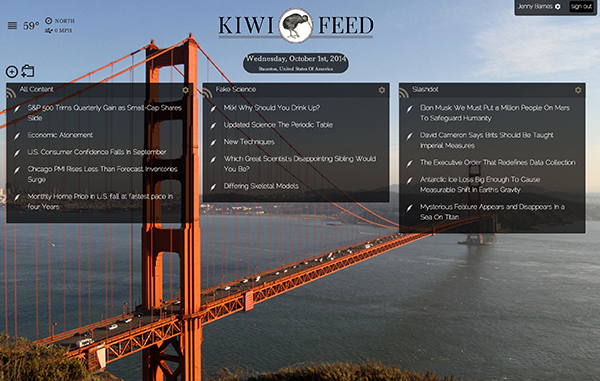 59°
NORTH
0 MPH
KIWI FEED
Jenny Barnes
sign out
Wednesday, October 1st, 2014
Staunton, United States Of America
All Content
S&P 500 Trims Quarterly Gain as Small-Cap Shares
Slide
Economic Atonement
U.S. Consumer Confidence Falls In September
Chicago PMI Rises Less Than Forecast, Inventories
Surge
Monthly Home Price in U.S. fall at fastest pace in
four Years
Fake Science
Milk! Why Should You Drink Up?
Updated Science The Periodic Table
New Techniques
Which Great Scientist's Disappointing Sibling Would
You Be?
Differing Skeletal Models
Slashdot
Elon Musk: We Must Put a Million People On Mars
To Safeguard Humanity
David Cameron Says Brits Should Be Taught
Imperial Measures
The Executive Order That Redefines Data Collection
Antarctic Ice Loss Big Enough To Cause
Measurable Shift In Earth's Gravity
Mysterious Feature Appears and Disappears In a
Sea On Titan